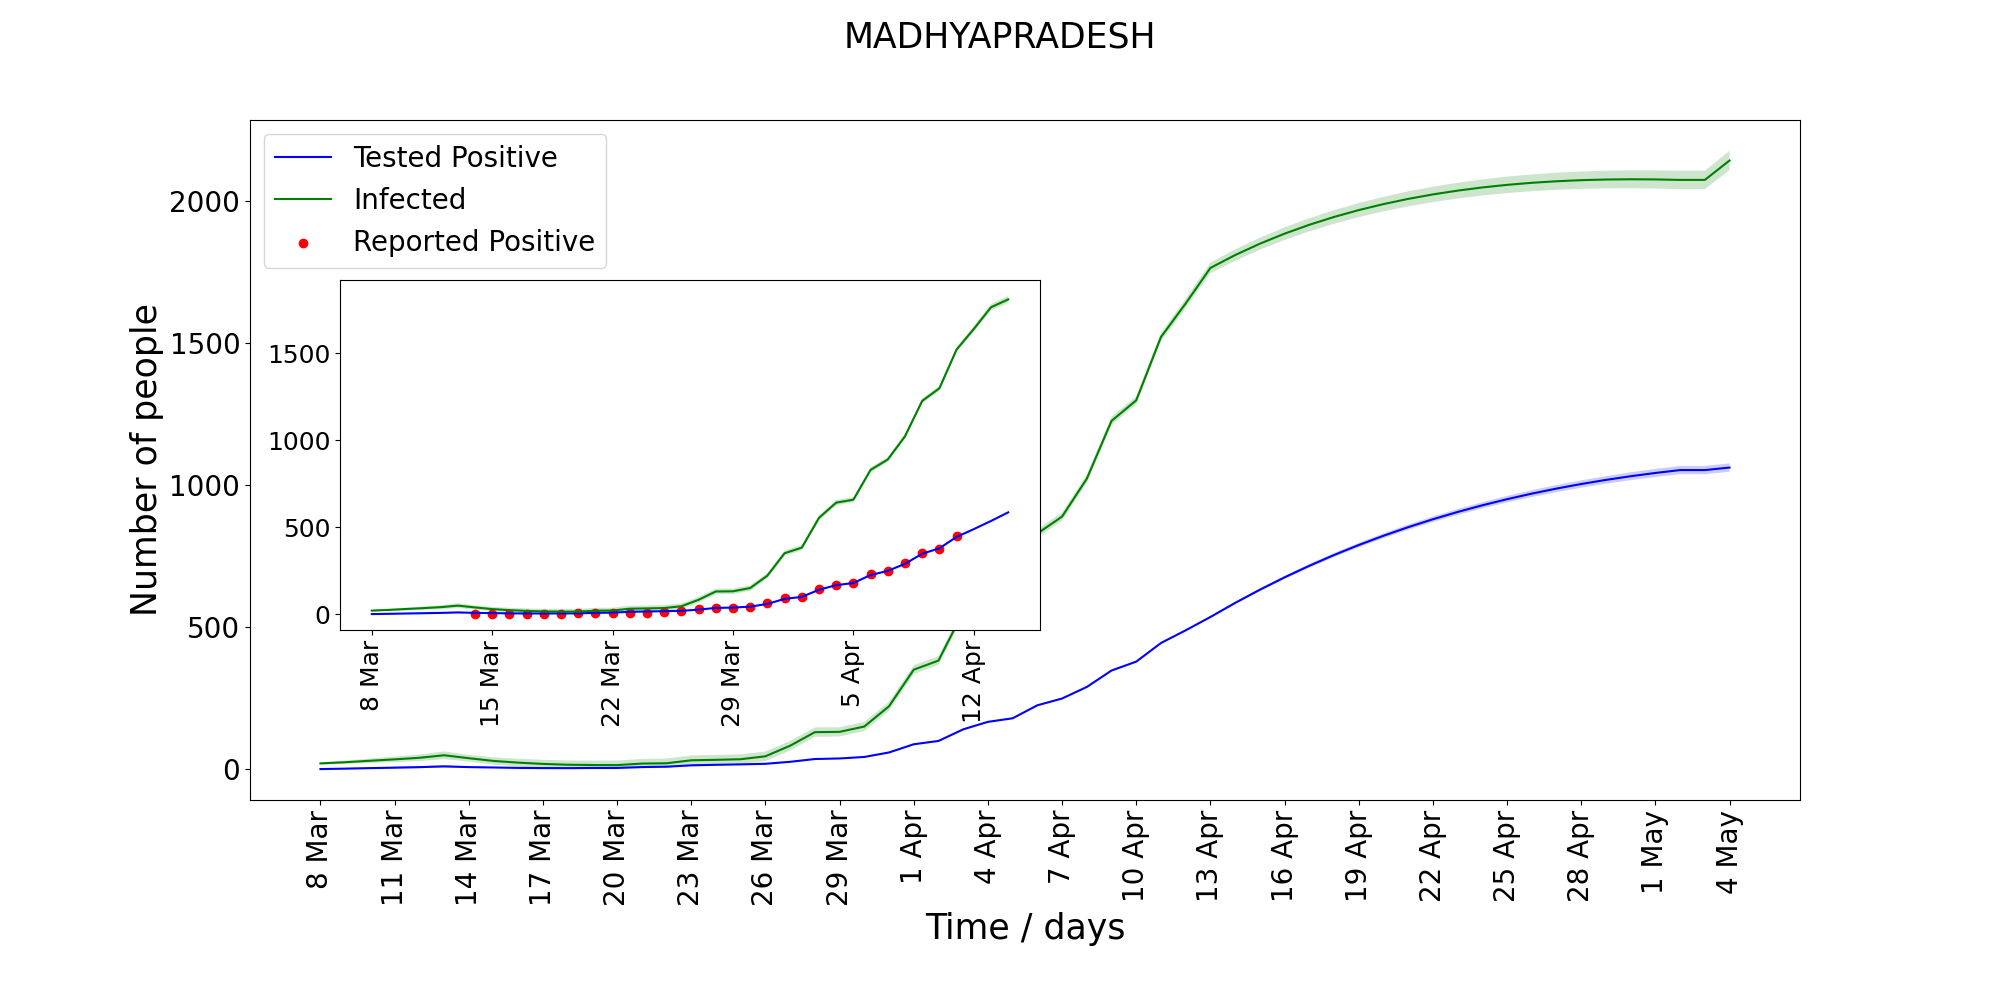 MADHYAPRADESH
Tested Positive
Infected
Reported Positive
Number of people
2000
1500
1000
500
0
1500
1000
500
0
8 Mar
15 Mar
22 Mar
29 Mar
5 Apr
12 Apr
8 Mar
11 Mar
14 Mar
17 Mar
20 Mar
23 Mar
26 Mar
29 Mar
1 Apr
4 Apr
7 Apr
10 Apr
13 Apr
16 Apr
19 Apr
22 Apr
25 Apr
28 Apr
1 May
4 May
Time / days